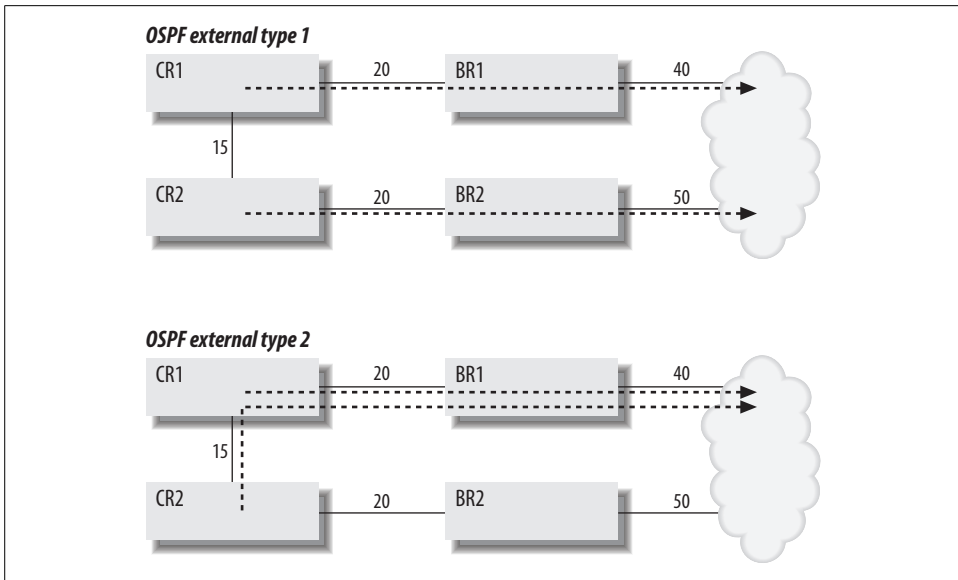 OSPF external type 1
CR1 20 BR1 40
15
CR2 20 BR2 50
OSPF external type 2
CR1 20 BR1 40
15
CR2 20 BR2 50